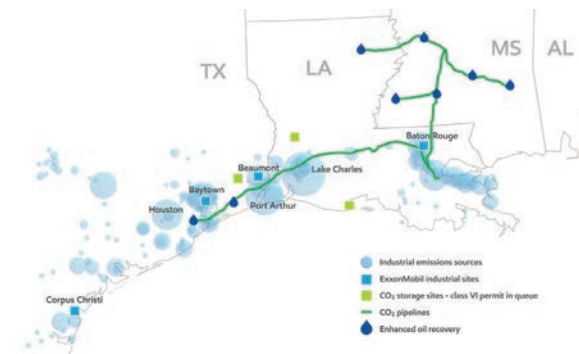 MS
AL
LA
TX
Baton Rouge
Beaumont
Lake Charles
Baytown
Houston
Port Arthur
Corpus Christi
Industrial emissions sources
ExxonMobil industrial sites
CO₂ storage sites – class VI permit in queue
CO₂ pipelines
Enhanced oil recovery